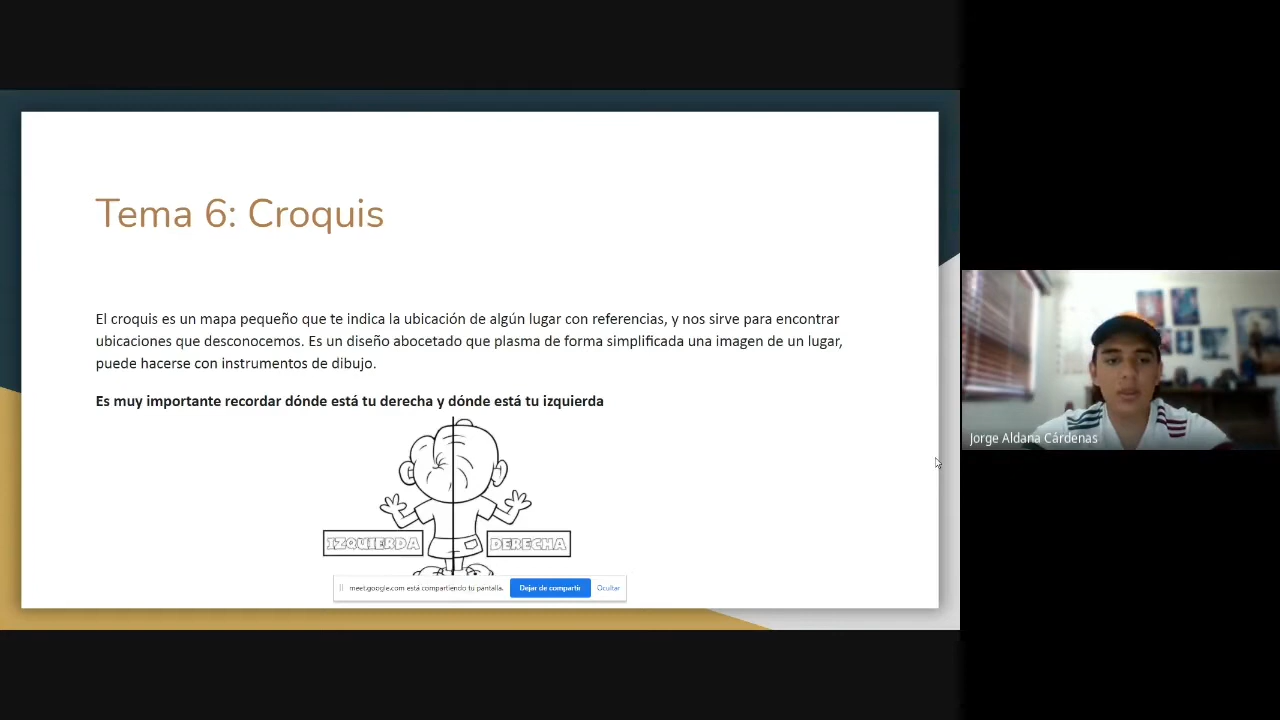 Tema 6: Croquis
El croquis es un mapa pequeño que te indica la ubicación de algún lugar con referencias, y nos sirve para encontrar
ubicaciones que desconocemos. Es un diseño abocetado que plasma de forma simplificada una imagen de un lugar,
puede hacerse con instrumentos de dibujo.
Es muy importante recordar dónde está tu derecha y dónde está tu izquierda
IZQUIERDA
DERECHA
meet.google.com está compartiendo tu pantalla.
Dejar de compartir
Ocultar
Jorge Aldana Cárdenas